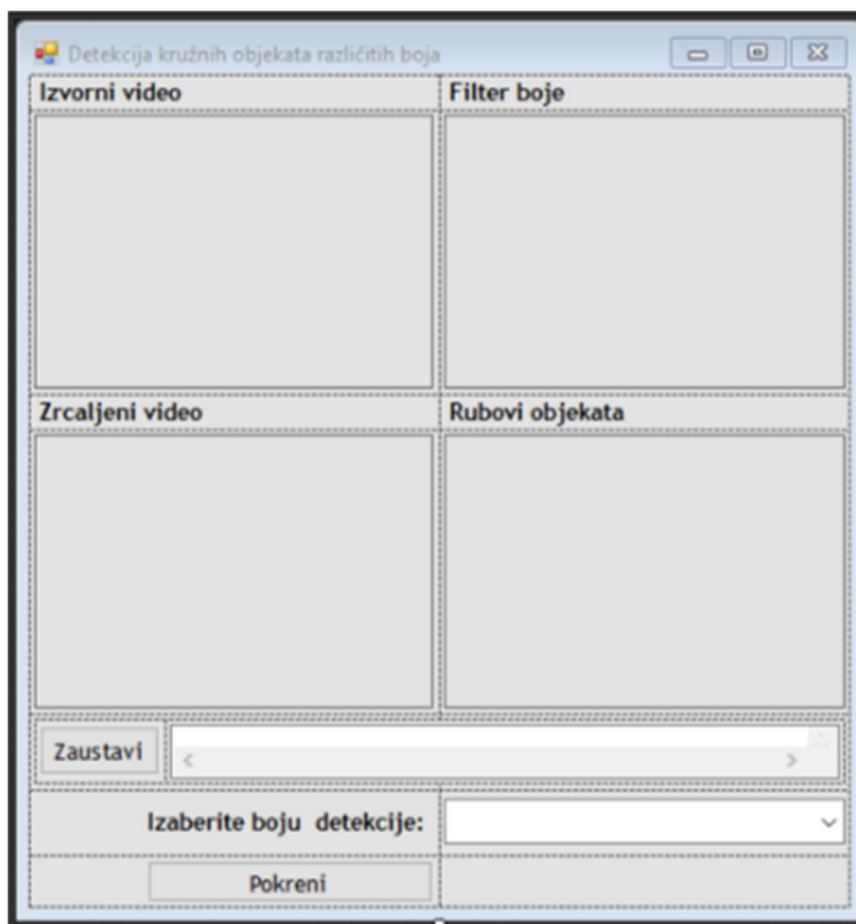 Detekcija kružnih objekata različitih boja
Izvorni video
Filter boje
Zrcaljeni video
Rubovi objekata
Zaustavi
Izaberite boju detekcije:
Pokreni